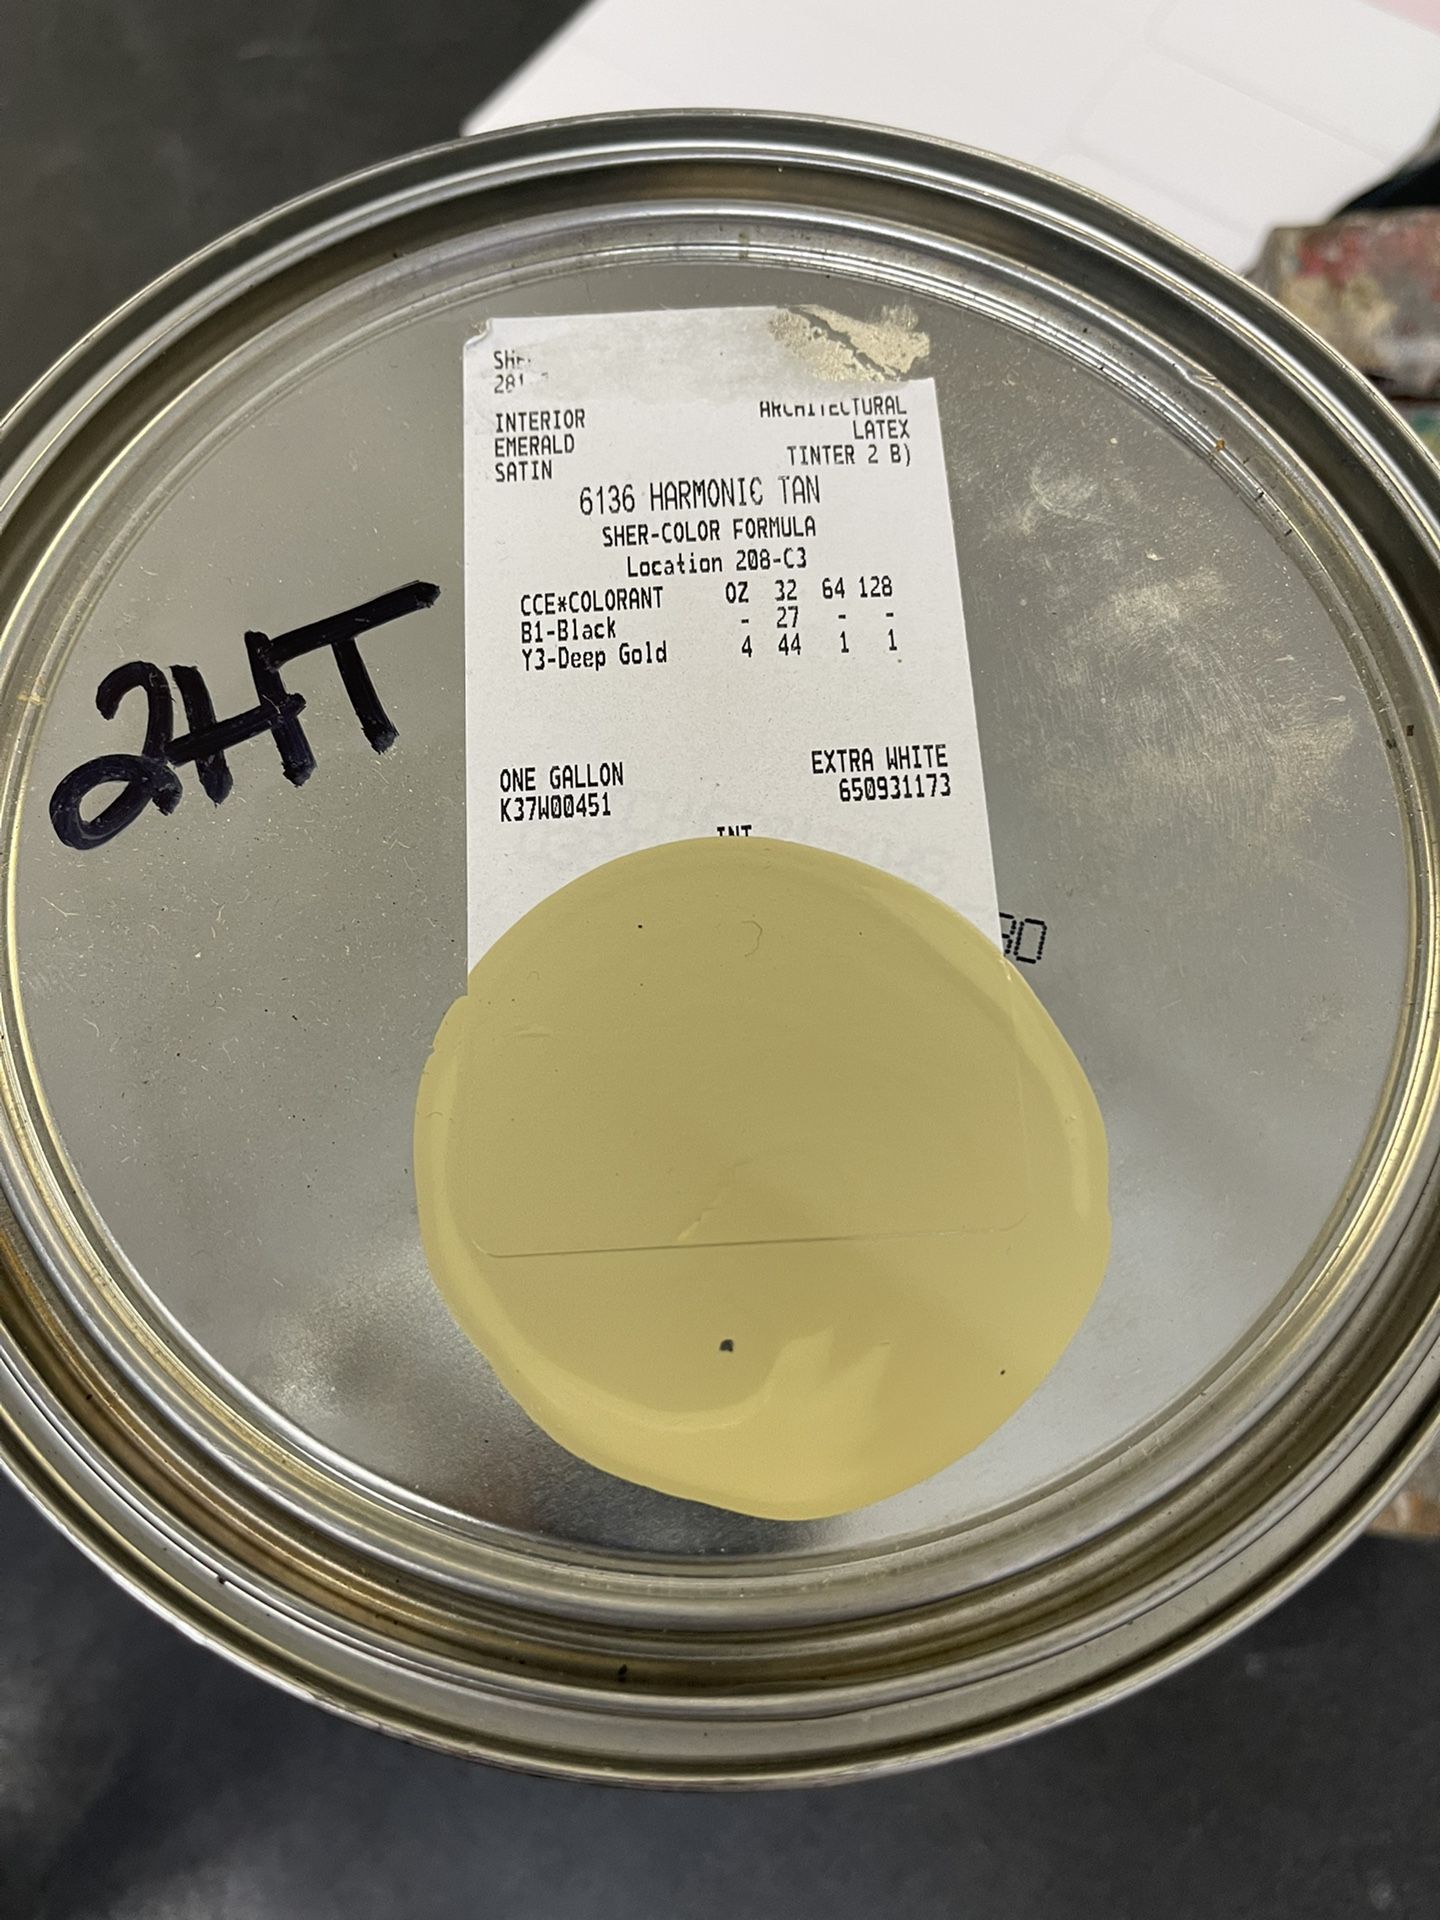 INTERIOR ARCHITECTURAL
EMERALD LATEX
SATIN TINTER 2 B)
6136 HARMONIC TAN
SHER-COLOR FORMULA
Location 208-C3
CCE*COLORANT OZ 32 64 128
B1-Black - 27 - -
Y3-Deep Gold 4 44 1 1
2HT
ONE GALLON EXTRA WHITE
K37W00451 650931173
INT